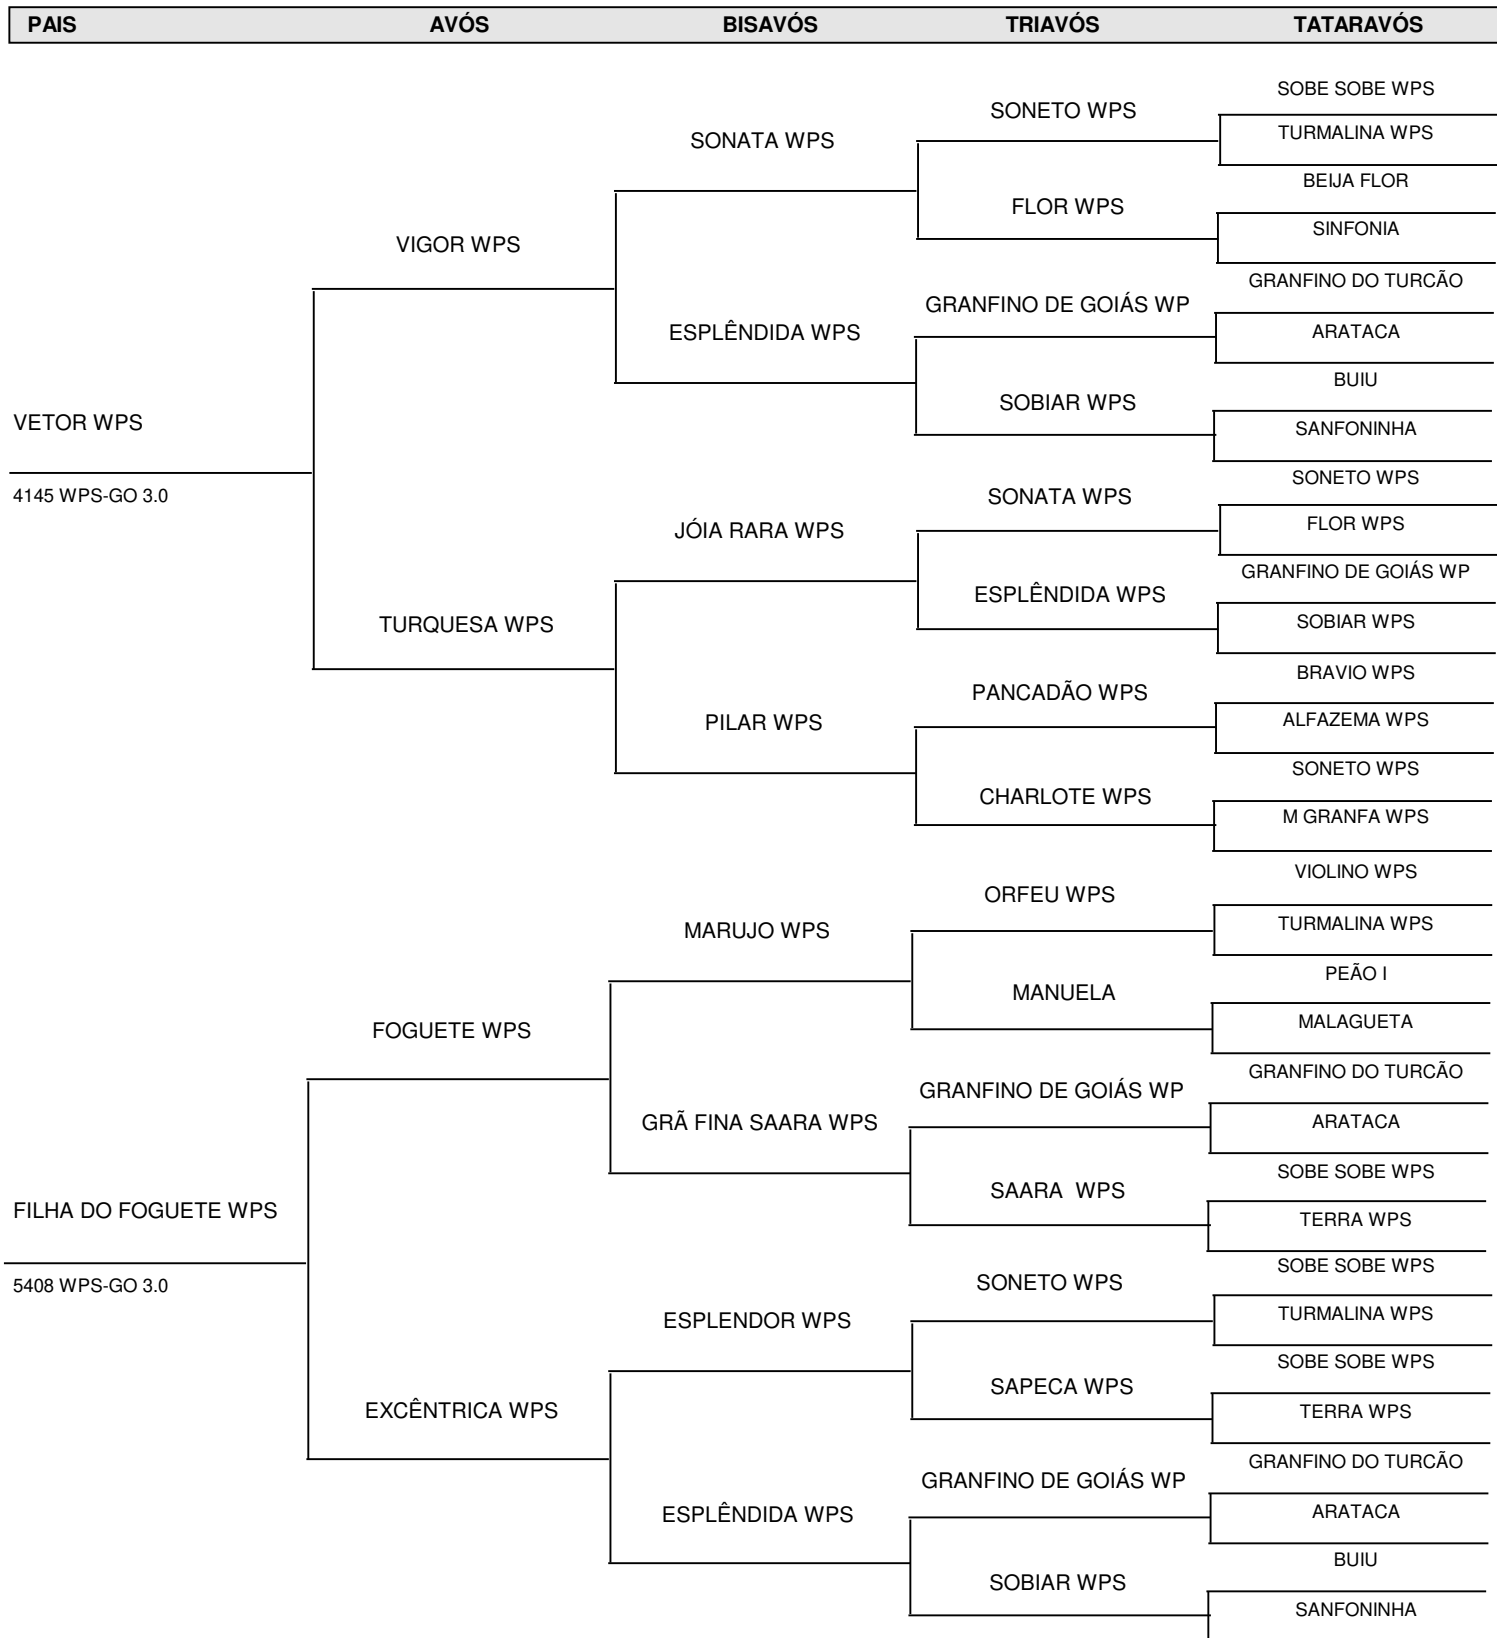 PAIS AVÓS BISAVÓS TRIAVÓS TATARAVÓS
SOBE SOBE WPS
SONETO WPS
TURMALINA WPS
SONATA WPS
BEIJA FLOR
FLOR WPS
SINFONIA
VIGOR WPS
GRANFINO DO TURCÃO
GRANFINO DE GOIÁS WP
ARATACA
ESPLÊNDIDA WPS
BUIU
SOBIAR WPS
SANFONINHA
VETOR WPS
4145 WPS-GO 3.0
SONETO WPS
SONATA WPS
FLOR WPS
JÓIA RARA WPS
GRANFINO DE GOIÁS WP
ESPLÊNDIDA WPS
SOBIAR WPS
TURQUESA WPS
BRAVIO WPS
PANCADÃO WPS
ALFAZEMA WPS
PILAR WPS
SONETO WPS
CHARLOTE WPS
M GRANFA WPS
VIOLINO WPS
ORFEU WPS
TURMALINA WPS
MARUJO WPS
PEÃO I
MANUELA
MALAGUETA
FOGUETE WPS
GRANFINO DO TURCÃO
GRANFINO DE GOIÁS WP
ARATACA
GRÃ FINA SAARA WPS
SOBE SOBE WPS
SAARA WPS
TERRA WPS
FILHA DO FOGUETE WPS
5408 WPS-GO 3.0
SOBE SOBE WPS
SONETO WPS
TURMALINA WPS
ESPLENDOR WPS
SOBE SOBE WPS
SAPECA WPS
TERRA WPS
EXCÊNTRICA WPS
GRANFINO DO TURCÃO
GRANFINO DE GOIÁS WP
ARATACA
ESPLÊNDIDA WPS
BUIU
SOBIAR WPS
SANFONINHA